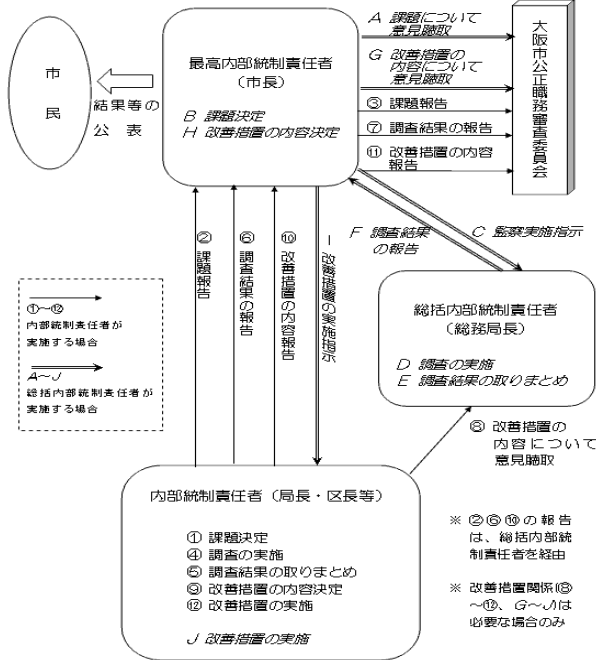 市
民
結果等の
公　表
最高内部統制責任者
（市長）
B 課題決定
H 改善措置の内容決定
A 課題について
意見聴取
G 改善措置の
内容について
意見聴取
③ 課題報告
⑦ 調査結果の報告
⑪ 改善措置の内容
報告
大阪市公正職務審査委員会
② 課題報告
⑥ 調査結果の報告
⑩ 改善措置の内容報告
I 改善措置の実施指示
F 調査結果
の報告
C 監察実施指示
①～⑫
内部統制責任者が
実施する場合
A～J
総括内部統制責任者が
実施する場合
総括内部統制責任者
（総務局長）
D 調査の実施
E 調査結果の取りまとめ
⑧ 改善措置の
内容について
意見聴取
内部統制責任者（局長・区長等）
① 課題決定
④ 調査の実施
⑤ 調査結果の取りまとめ
⑨ 改善措置の内容決定
⑫ 改善措置の実施
J 改善措置の実施
※ ②⑥⑩の報告
は、総括内部統
制責任者を経由
※ 改善措置関係（⑧
～⑫、G～J）は
必要な場合のみ